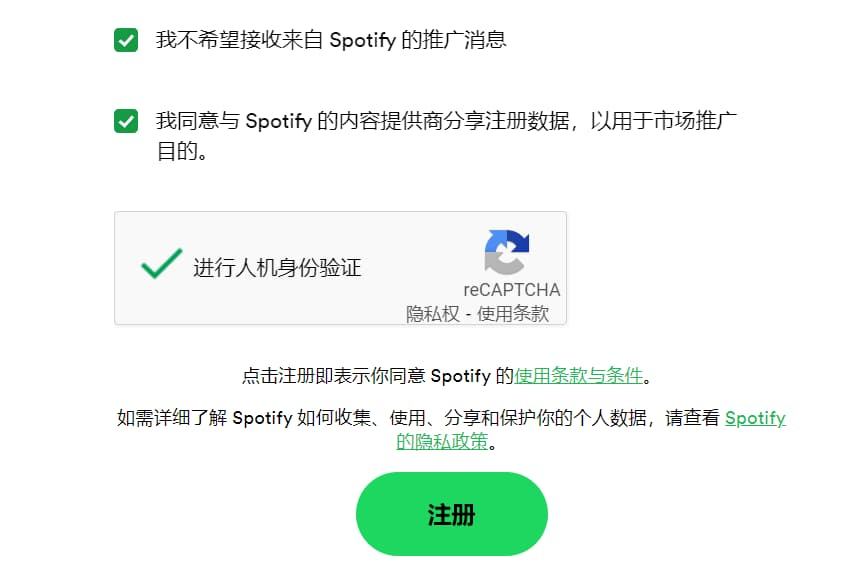 我不希望接收来自 Spotify 的推广消息
我同意与 Spotify 的内容提供商分享注册数据，以用于市场推广
目的。
进行人机身份验证
reCAPTCHA
隐私权 - 使用条款
点击注册即表示你同意 Spotify 的使用条款与条件。
如需详细了解 Spotify 如何收集、使用、分享和保护你的个人数据，请查看 Spotify
的隐私政策。
注册